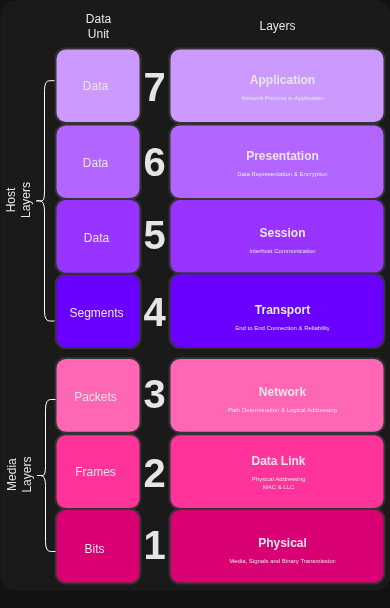 Data
Unit
Layers
Data
7
Application
Network Process to Application
Data
6
Presentation
Data Representation & Encryption
Host
Layers
Data
5
Session
Interhost Communication
Segments
4
Transport
End to End Connection & Reliability
Packets
3
Network
Path Determination & Logical Addressing
Media
Layers
Frames
2
Data Link
Physical Addressing
MAC & LLC
Bits
1
Physical
Media, Signals and Binary Transmission